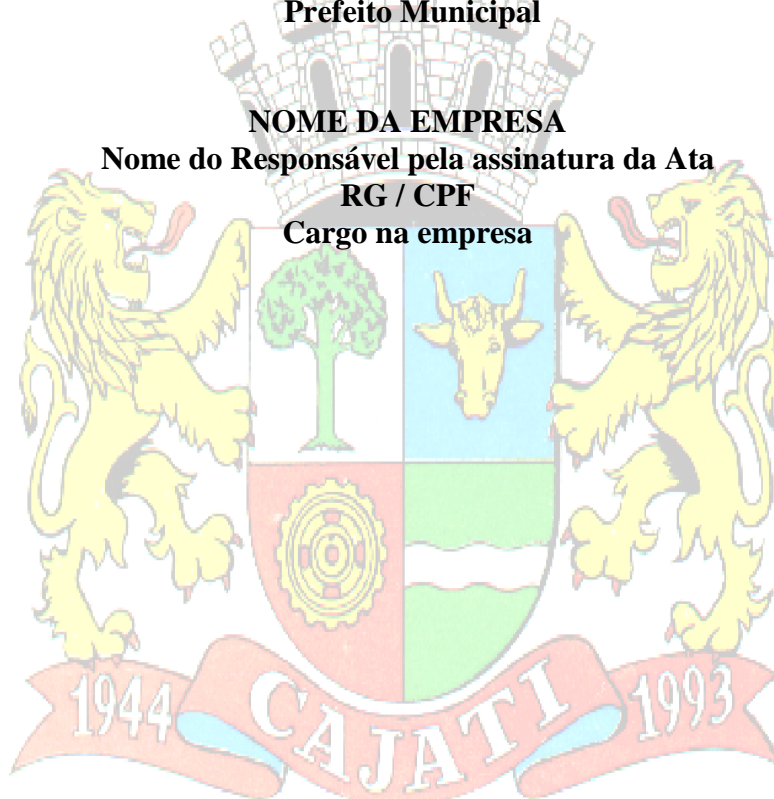 Prefeito Municipal
NOME DA EMPRESA
Nome do Responsável pela assinatura da Ata
RG / CPF
Cargo na empresa
1944 CAJATI 1993